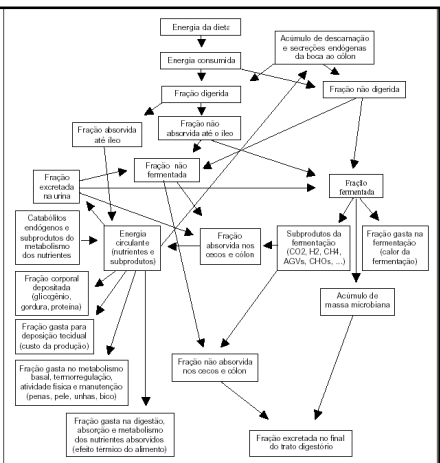 Energia da dieta
Acúmulo de descamação
e secreções endógenas
da boca ao cólon
Energia consumida
Fração não digerida
Fração digerida
Fração absorvida
até íleo
Fração não
absorvida até o íleo
Fração não
fermentada
Fração
excretada
na urina
Fração
fermentada
Catabólitos
endógenos e
subprodutos do
metabolismo
dos nutrientes
Energia
circulante
(nutrientes e
subprodutos)
Fração
absorvida nos
cecos e cólon
Subprodutos da
fermentação
(CO2, H2, CH4,
AGVs, CHOs, ...)
Fração gasta na
fermentação
(calor da
fermentação)
Fração corporal
depositada
(glicogênio,
gordura, proteína)
Acúmulo de
massa microbiana
Fração gasta para
deposição tecidual
(custo da produção)
Fração gasta no metabolismo
basal, termorregulação,
atividade física e manutenção
(penas, pele, unhas, bico)
Fração não absorvida
nos cecos e cólon
Fração gasta na digestão,
absorção e metabolismo
dos nutrientes absorvidos
(efeito térmico do alimento)
Fração excretada no final
do trato digestório